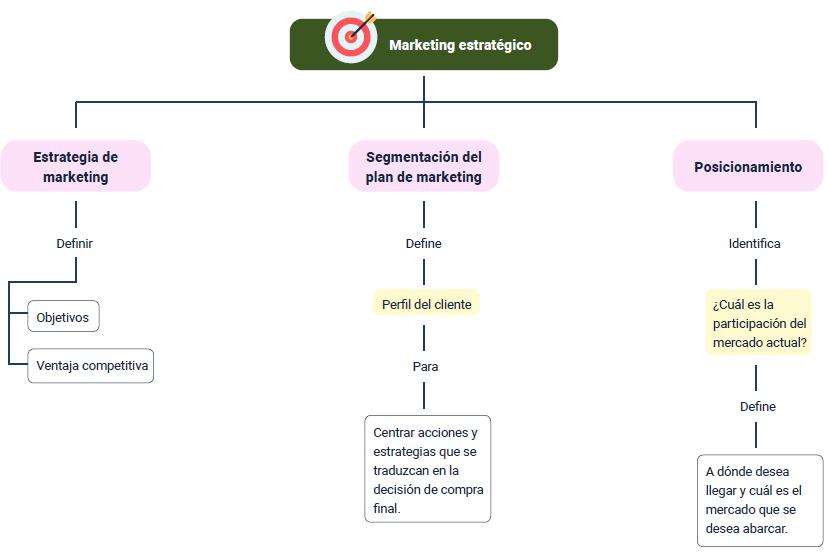 Marketing estratégico
Estrategia de
marketing
Definir
Objetivos
Ventaja competitiva
Segmentación del
plan de marketing
Define
Perfil del cliente
Para
Centrar acciones y
estrategias que se
traduzcan en la
decisión de compra
final.
Posicionamiento
Identifica
¿Cuál es la
participación del
mercado actual?
Define
A dónde desea
llegar y cuál es el
mercado que se
desea abarcar.